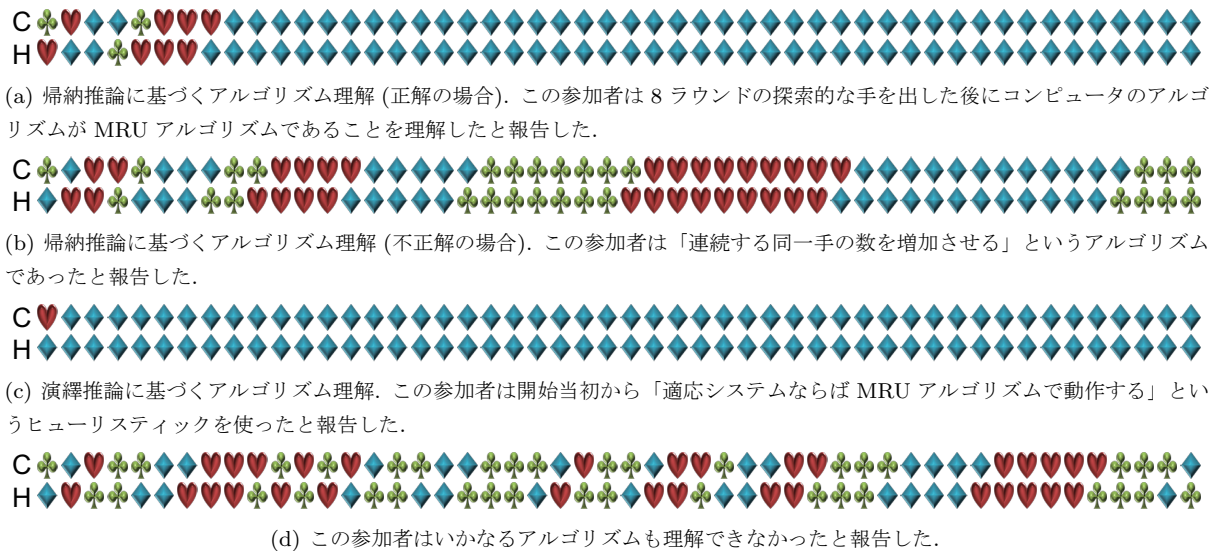 C
H
(a) 帰納推論に基づくアルゴリズム理解 (正解の場合). この参加者は 8 ラウンドの探索的な手を出した後にコンピュータのアルゴ
リズムが MRU アルゴリズムであることを理解したと報告した.
C
H
(b) 帰納推論に基づくアルゴリズム理解 (不正解の場合). この参加者は「連続する同一手の数を増加させる」というアルゴリズム
であったと報告した.
C
H
(c) 演繹推論に基づくアルゴリズム理解. この参加者は開始当初から「適応システムならば MRU アルゴリズムで動作する」とい
うヒューリスティックを使ったと報告した.
C
H
(d) この参加者はいかなるアルゴリズムも理解できなかったと報告した.